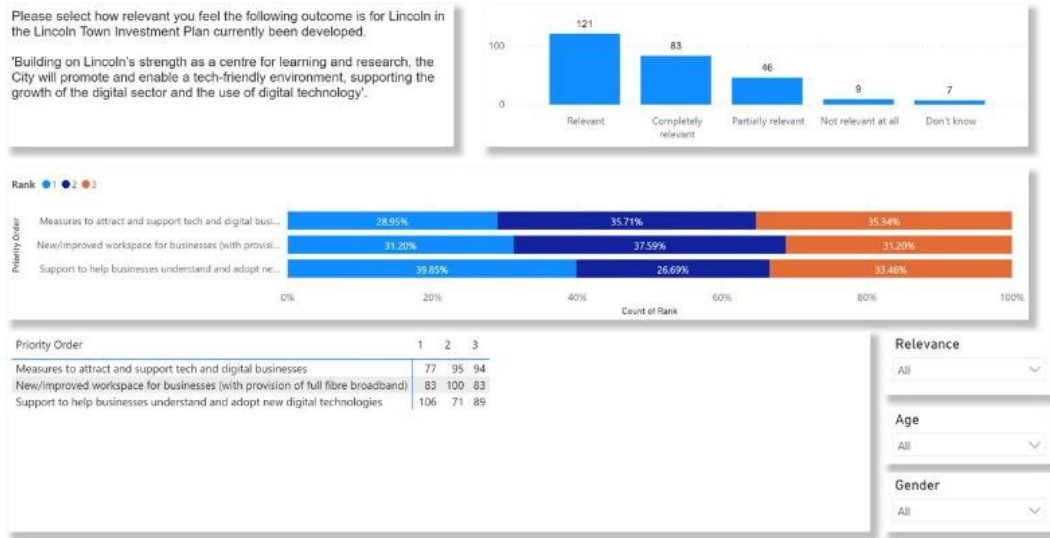 Please select how relevant you feel the following outcome is for Lincoln in
the Lincoln Town Investment Plan currently been developed.
'Building on Lincoln's strength as a centre for learning and research, the
City will promote and enable a tech-friendly environment, supporting the
growth of the digital sector and the use of digital technology'.
121
100
83
46
9
7
0
Relevant
Completely
relevant
Partially relevant
Not relevant at all
Don't know
Rank 1 2 3
Priority Order
Measures to attract and support tech and digital busi...
28.95% 35.71% 35.34%
New/improved workspace for businesses (with provisi...
31.20% 37.59% 31.20%
Support to help businesses understand and adopt ne...
39.85% 26.69% 33.46%
0% 20% 40% 60% 80% 100%
Count of Rank
Priority Order 1 2 3
Measures to attract and support tech and digital businesses 77 95 94
New/improved workspace for businesses (with provision of full fibre broadband) 83 100 83
Support to help businesses understand and adopt new digital technologies 106 71 89
Relevance
All
Age
All
Gender
All